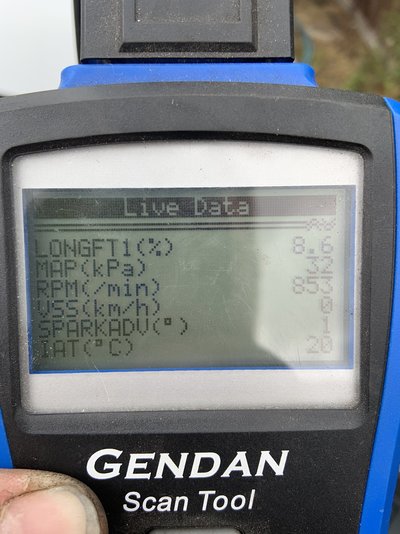 Live Data
LONGFT1(%) 8.6
MAP(kPa) 32
RPM(/min) 853
VSS(km/h) 0
SPARKADV(°) 1
IAT(°C) 20
GENDAN
Scan Tool